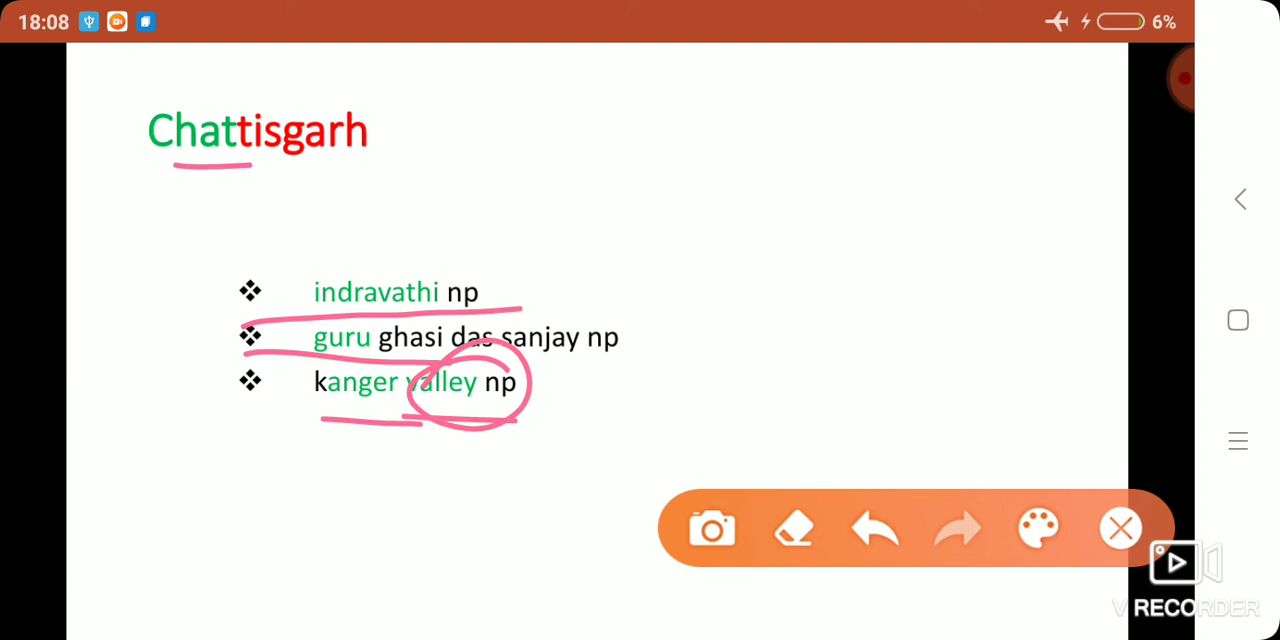 18:08
6%
Chattisgarh
❖ indravathi np
❖ guru ghasi das sanjay np
❖ kanger valley np
V RECORDER